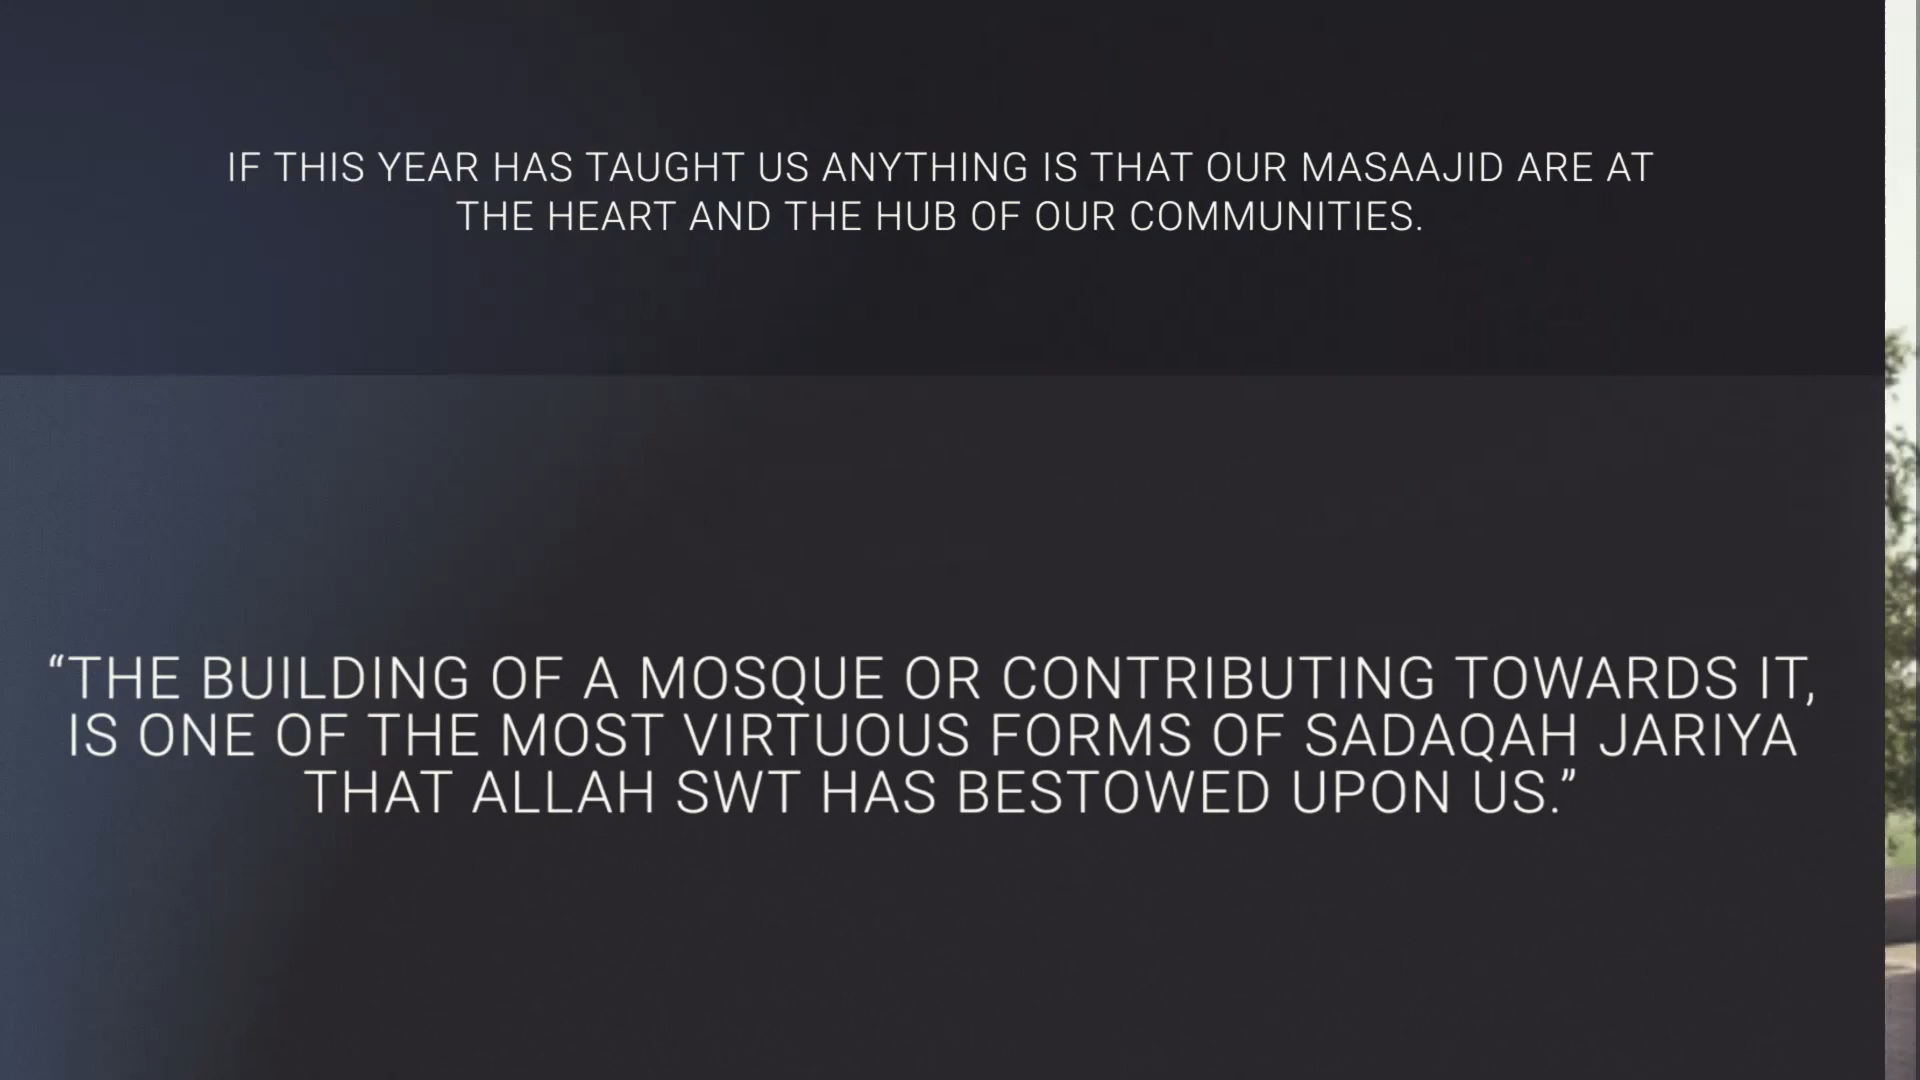 IF THIS YEAR HAS TAUGHT US ANYTHING IS THAT OUR MASAAJID ARE AT
THE HEART AND THE HUB OF OUR COMMUNITIES.
“THE BUILDING OF A MOSQUE OR CONTRIBUTING TOWARDS IT,
IS ONE OF THE MOST VIRTUOUS FORMS OF SADAQAH JARIYA
THAT ALLAH SWT HAS BESTOWED UPON US.”